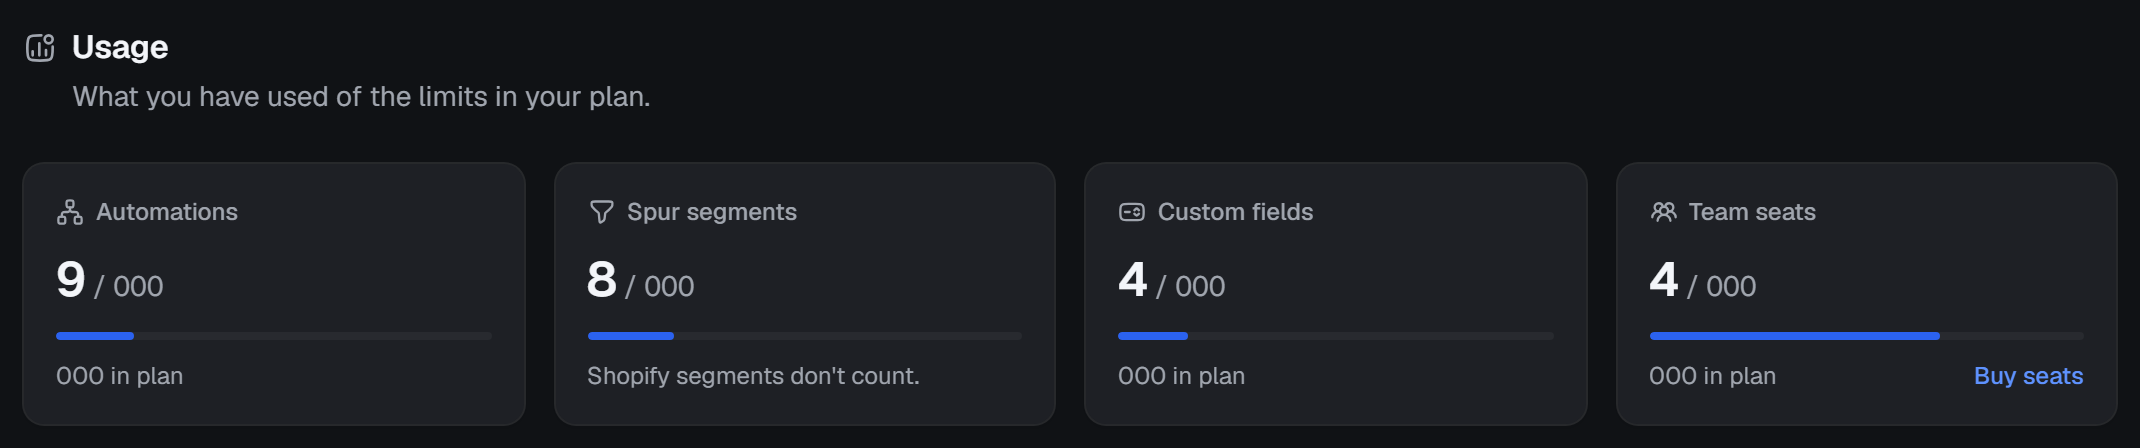 Usage
What you have used of the limits in your plan.
Automations
9 / 000
000 in plan
Spur segments
8 / 000
Shopify segments don't count.
Custom fields
4 / 000
000 in plan
Team seats
4 / 000
000 in plan
Buy seats